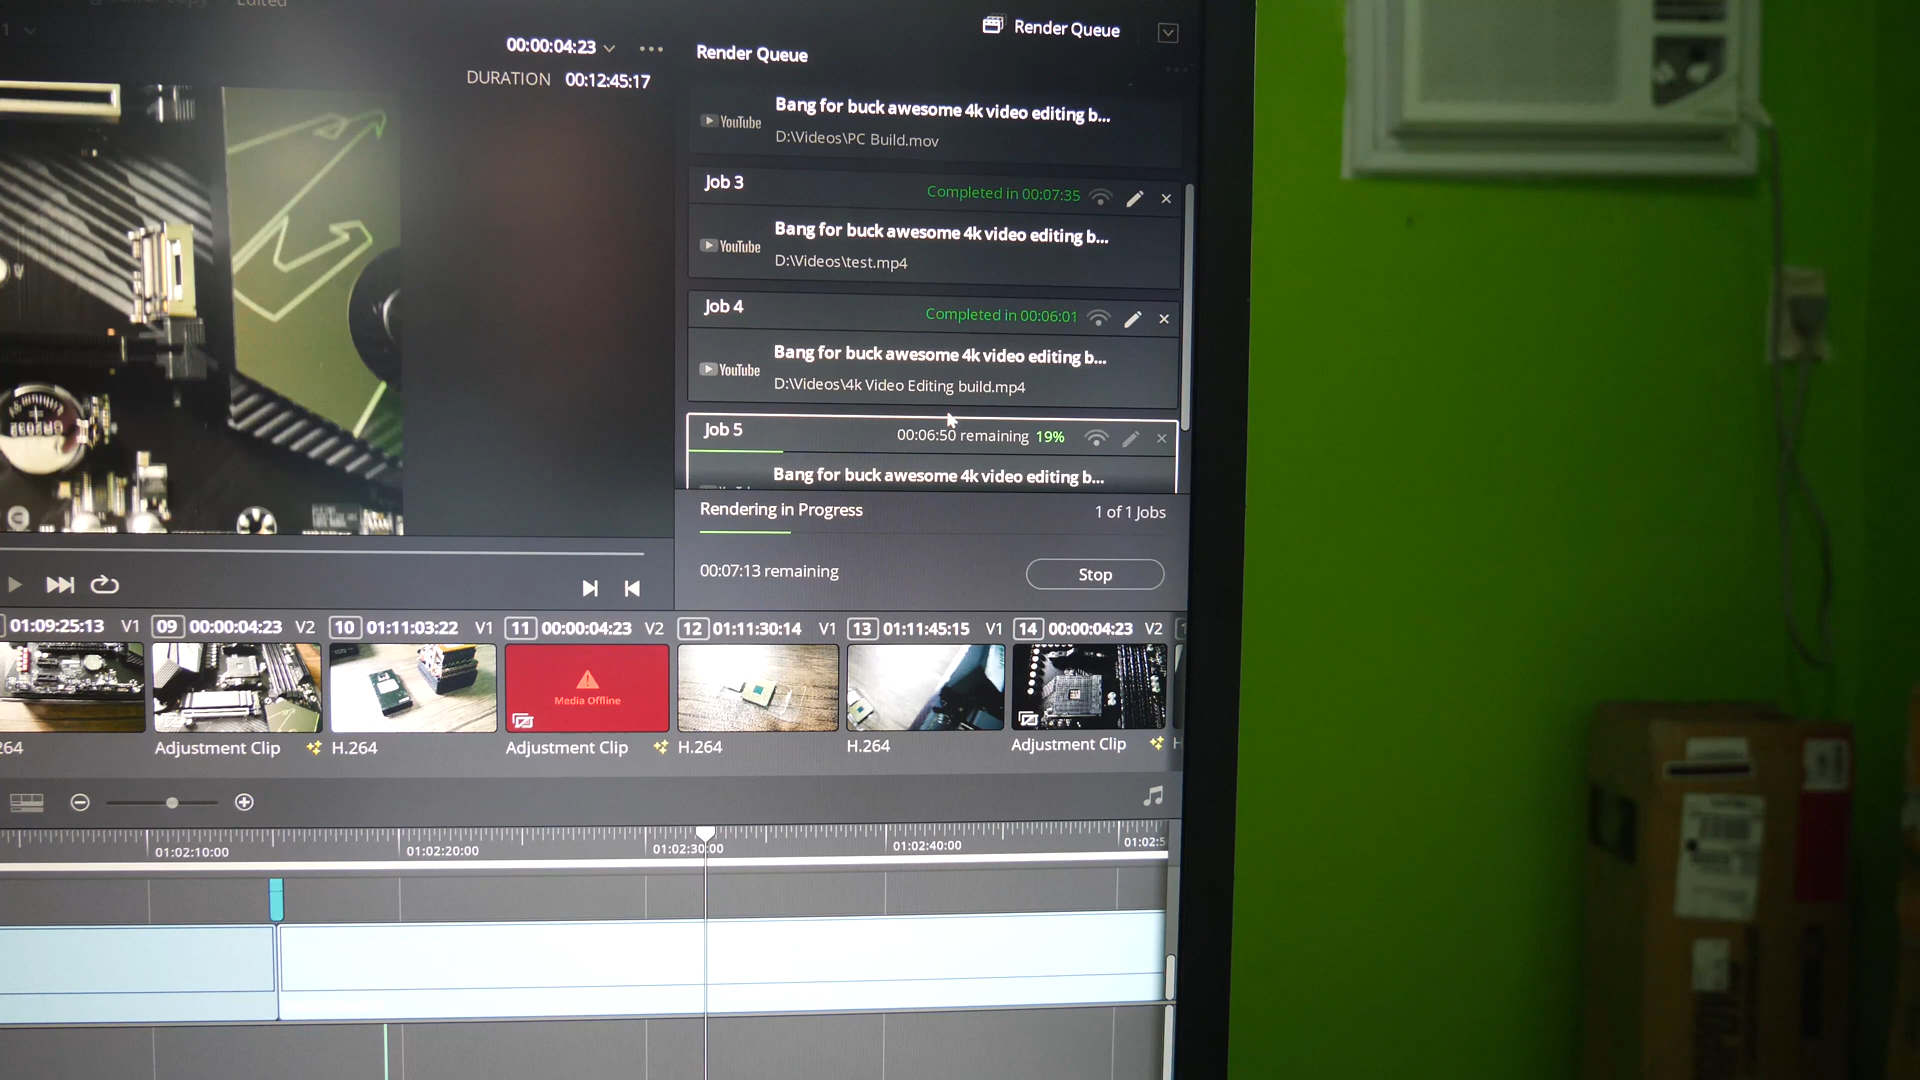 Edited
Render Queue
00:00:04:23
Render Queue
DURATION 00:12:45:17
Bang for buck awesome 4k video editing b...
YouTube
D:\Videos\PC Build.mov
Job 3
Completed in 00:07:35
Bang for buck awesome 4k video editing b...
YouTube
D:\Videos\test.mp4
Job 4
Completed in 00:06:01
Bang for buck awesome 4k video editing b...
YouTube
D:\Videos\4k Video Editing build.mp4
Job 5
00:06:50 remaining 19%
Bang for buck awesome 4k video editing b...
Rendering in Progress
1 of 1 Jobs
00:07:13 remaining
Stop
01:09:25:13 V1 09 00:00:04:23 V2 10 01:11:03:22 V1 11 00:00:04:23 V2 12 01:11:30:14 V1 13 01:11:45:15 V1 14 00:00:04:23 V2
Media Offline
264 Adjustment Clip H.264 Adjustment Clip H.264 H.264 Adjustment Clip H
01:02:10:00 01:02:20:00 01:02:30:00 01:02:40:00 01:02:5
CR2032